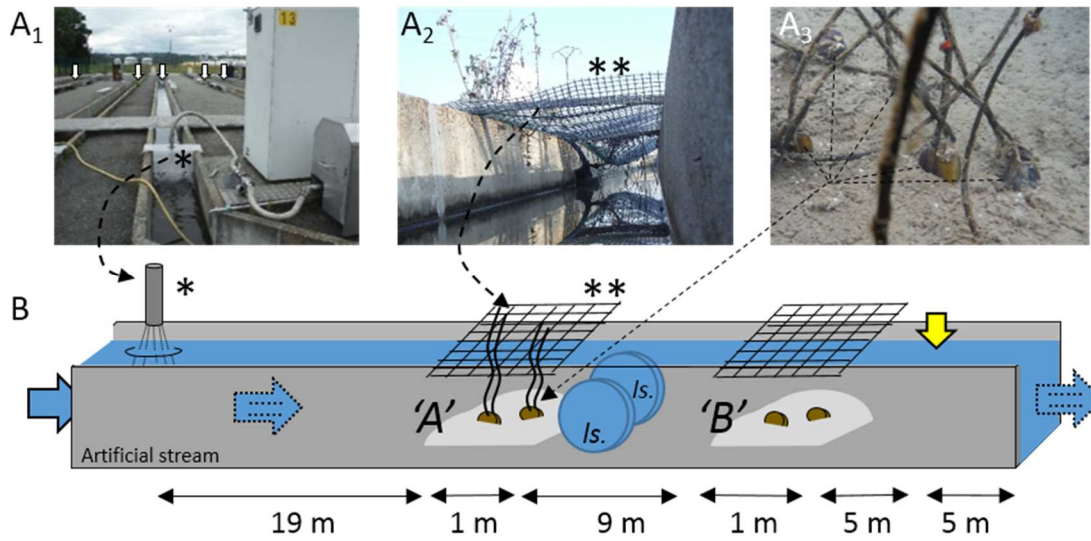 A1
A2
A3
13
*
**
B
*
**
'A'
ls.
ls.
'B'
Artificial stream
19 m
1 m
9 m
1 m
5 m
5 m